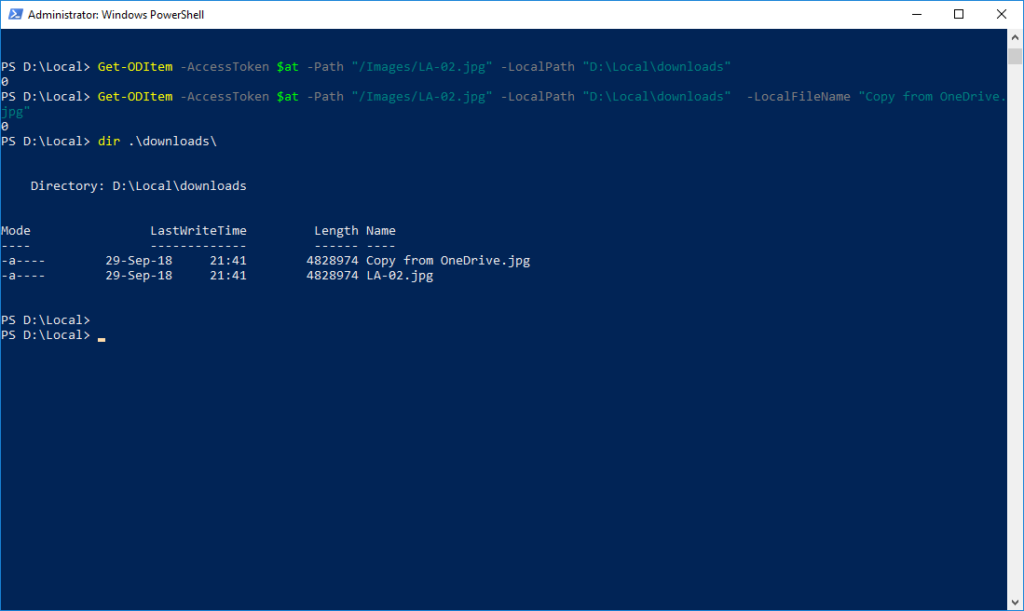 Administrator: Windows PowerShell
PS D:\Local> Get-ODItem -AccessToken $at -Path "/Images/LA-02.jpg" -LocalPath "D:\Local\downloads"
0
PS D:\Local> Get-ODItem -AccessToken $at -Path "/Images/LA-02.jpg" -LocalPath "D:\Local\downloads"  -LocalFileName "Copy from OneDrive.
jpg"
0
PS D:\Local> dir .\downloads\
    Directory: D:\Local\downloads
Mode                LastWriteTime         Length Name
----                -------------         ------ ----
-a----        29-Sep-18     21:41        4828974 Copy from OneDrive.jpg
-a----        29-Sep-18     21:41        4828974 LA-02.jpg
PS D:\Local>
PS D:\Local>